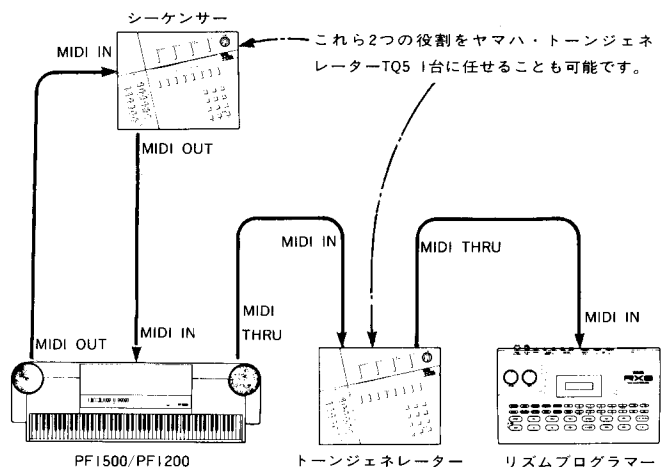 シーケンサー
MIDI IN
これら2つの役割をヤマハ・トーンジェネ
レーターTQ5 1台に任せることも可能です。
MIDI OUT
MIDI IN
MIDI THRU
MIDI
THRU
MIDI OUT
MIDI IN
MIDI IN
RX8
PF1500/PF1200
トーンジェネレーター
リズムプログラマー